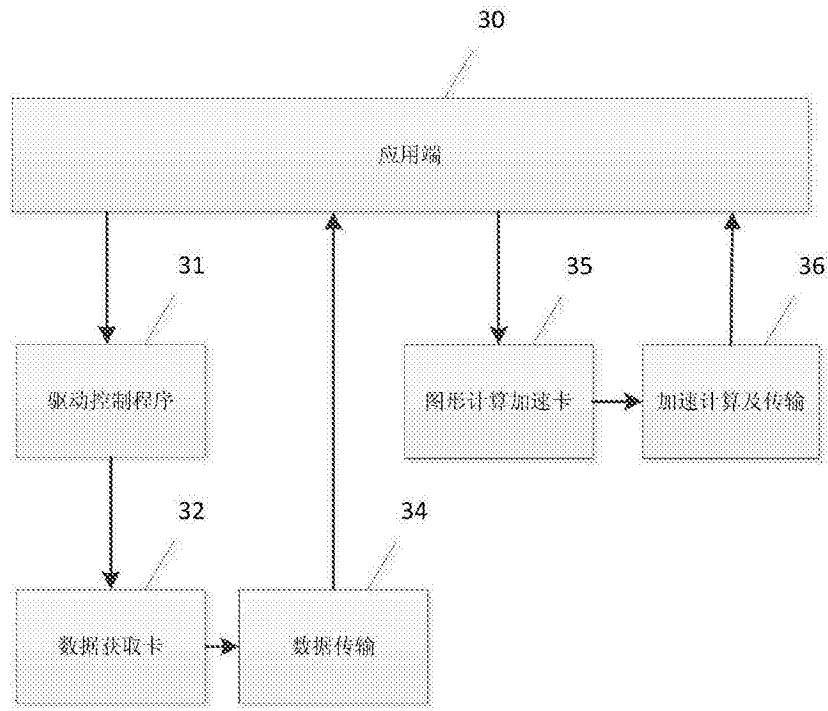 30
应用端
31
35
36
驱动控制程序
图形计算加速卡
加速计算及传输
32
34
数据获取卡
数据传输